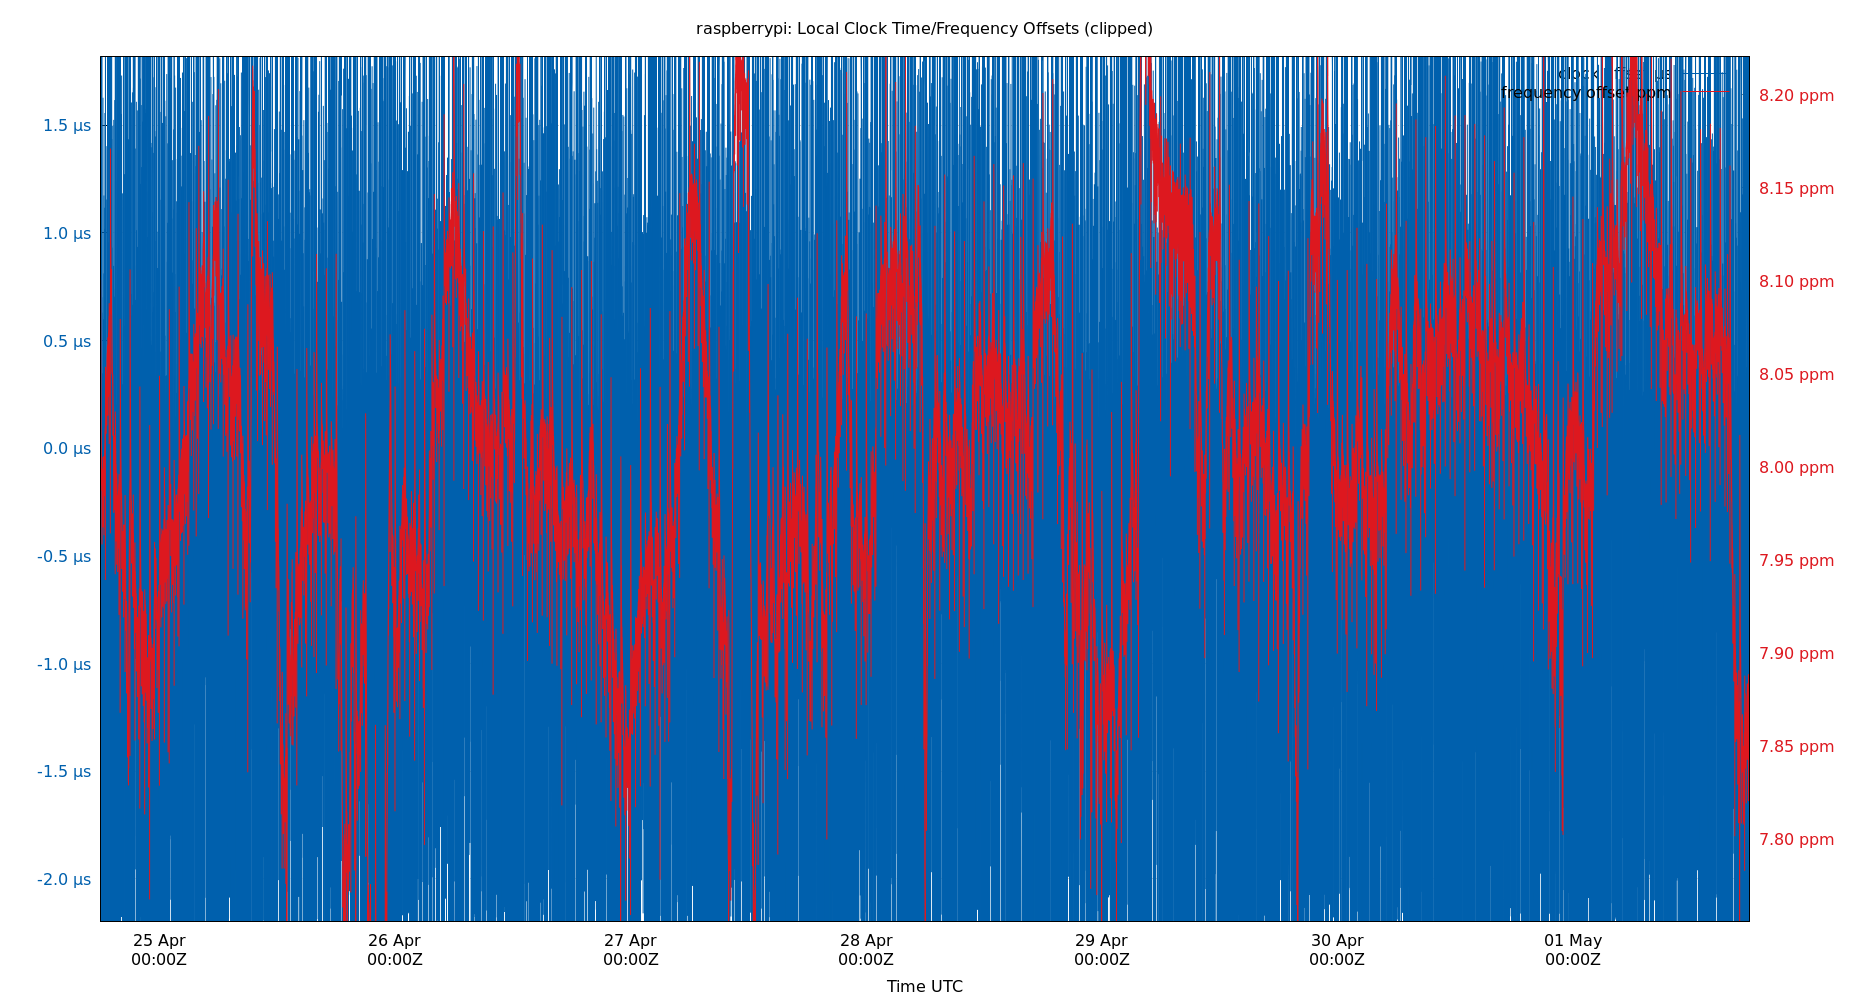 raspberrypi: Local Clock Time/Frequency Offsets (clipped)
clock offset µs
frequency offset ppm
1.5 µs
1.0 µs
0.5 µs
0.0 µs
-0.5 µs
-1.0 µs
-1.5 µs
-2.0 µs
8.20 ppm
8.15 ppm
8.10 ppm
8.05 ppm
8.00 ppm
7.95 ppm
7.90 ppm
7.85 ppm
7.80 ppm
25 Apr 26 Apr 27 Apr 28 Apr 29 Apr 30 Apr 01 May
00:00Z 00:00Z 00:00Z 00:00Z 00:00Z 00:00Z 00:00Z
Time UTC